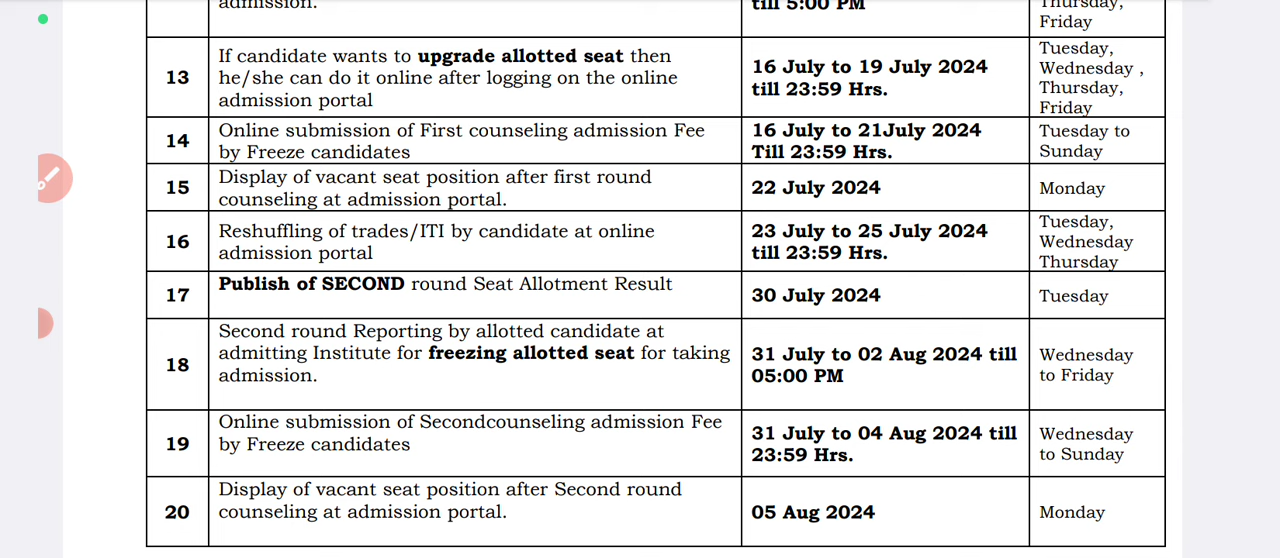 admission.
till 5:00 PM
Thursday,
Friday
13
If candidate wants to upgrade allotted seat then
he/she can do it online after logging on the online
admission portal
16 July to 19 July 2024
till 23:59 Hrs.
Tuesday,
Wednesday ,
Thursday,
Friday
14
Online submission of First counseling admission Fee
by Freeze candidates
16 July to 21July 2024
Till 23:59 Hrs.
Tuesday to
Sunday
15
Display of vacant seat position after first round
counseling at admission portal.
22 July 2024
Monday
16
Reshuffling of trades/ITI by candidate at online
admission portal
23 July to 25 July 2024
till 23:59 Hrs.
Tuesday,
Wednesday
Thursday
17
Publish of SECOND round Seat Allotment Result
30 July 2024
Tuesday
18
Second round Reporting by allotted candidate at
admitting Institute for freezing allotted seat for taking
admission.
31 July to 02 Aug 2024 till
05:00 PM
Wednesday
to Friday
19
Online submission of Secondcounseling admission Fee
by Freeze candidates
31 July to 04 Aug 2024 till
23:59 Hrs.
Wednesday
to Sunday
20
Display of vacant seat position after Second round
counseling at admission portal.
05 Aug 2024
Monday